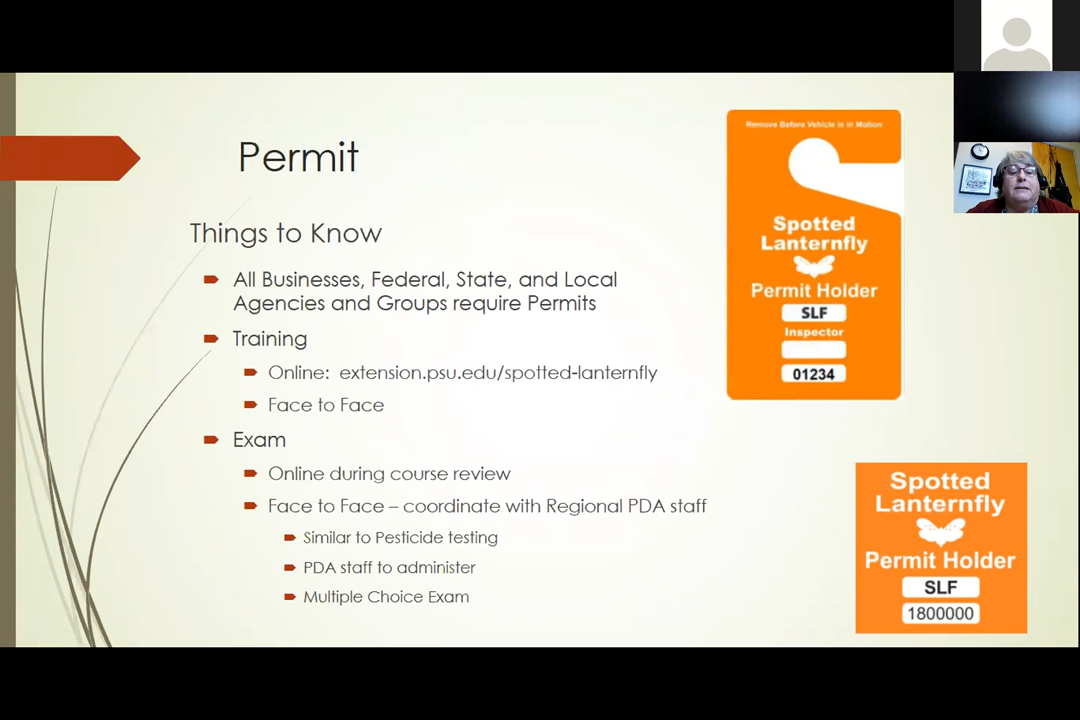 Permit
Things to Know
All Businesses, Federal, State, and Local
Agencies and Groups require Permits
Training
Online: extension.psu.edu/spotted-lanternfly
Face to Face
Exam
Online during course review
Face to Face – coordinate with Regional PDA staff
Similar to Pesticide testing
PDA staff to administer
Multiple Choice Exam
Remove Before Vehicle is in Motion
Spotted
Lanternfly
Permit Holder
SLF
Inspector
01234
Spotted
Lanternfly
Permit Holder
SLF
1800000